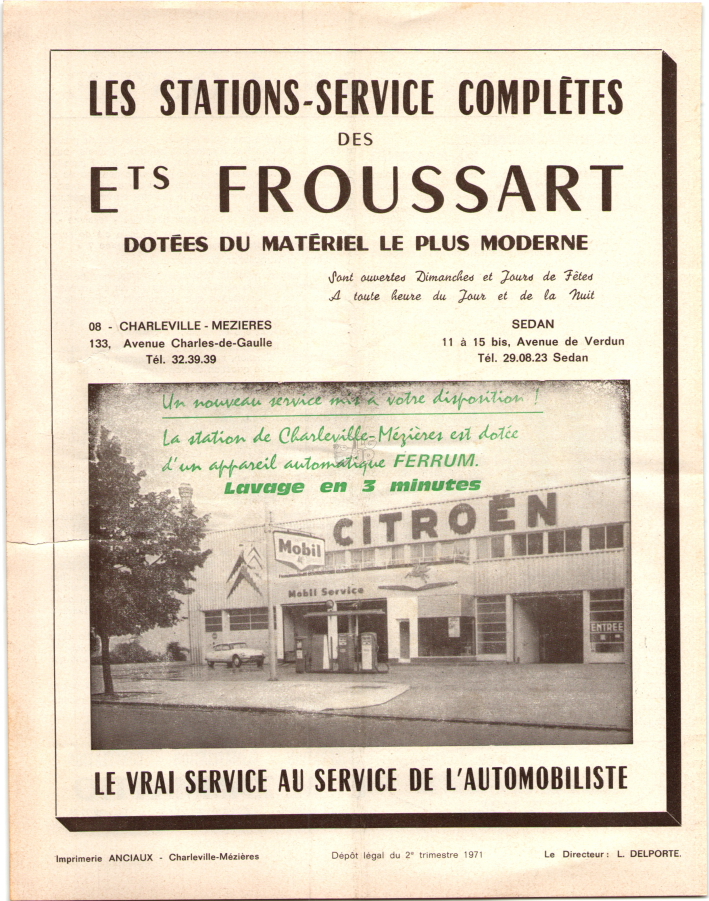 LES STATIONS-SERVICE COMPLÈTES
DES
ETS FROUSSART
DOTÉES DU MATÉRIEL LE PLUS MODERNE
Sont ouvertes Dimanches et Jours de Fêtes
A toute heure du Jour et de la Nuit
08 - CHARLEVILLE - MEZIERES
133, Avenue Charles-de-Gaulle
Tél. 32.39.39
SEDAN
11 à 15 bis, Avenue de Verdun
Tél. 29.08.23 Sedan
Un nouveau service mis a votre disposition !
La station de Charleville-Mézières est dotée
d'un appareil automatique FERRUM.
Lavage en 3 minutes
CITROËN
Mobil
Mobil Service
ENTREE
LE VRAI SERVICE AU SERVICE DE L'AUTOMOBILISTE
Imprimerie ANCIAUX - Charleville-Mézières
Dépôt légal du 2e trimestre 1971
Le Directeur : L. DELPORTE.